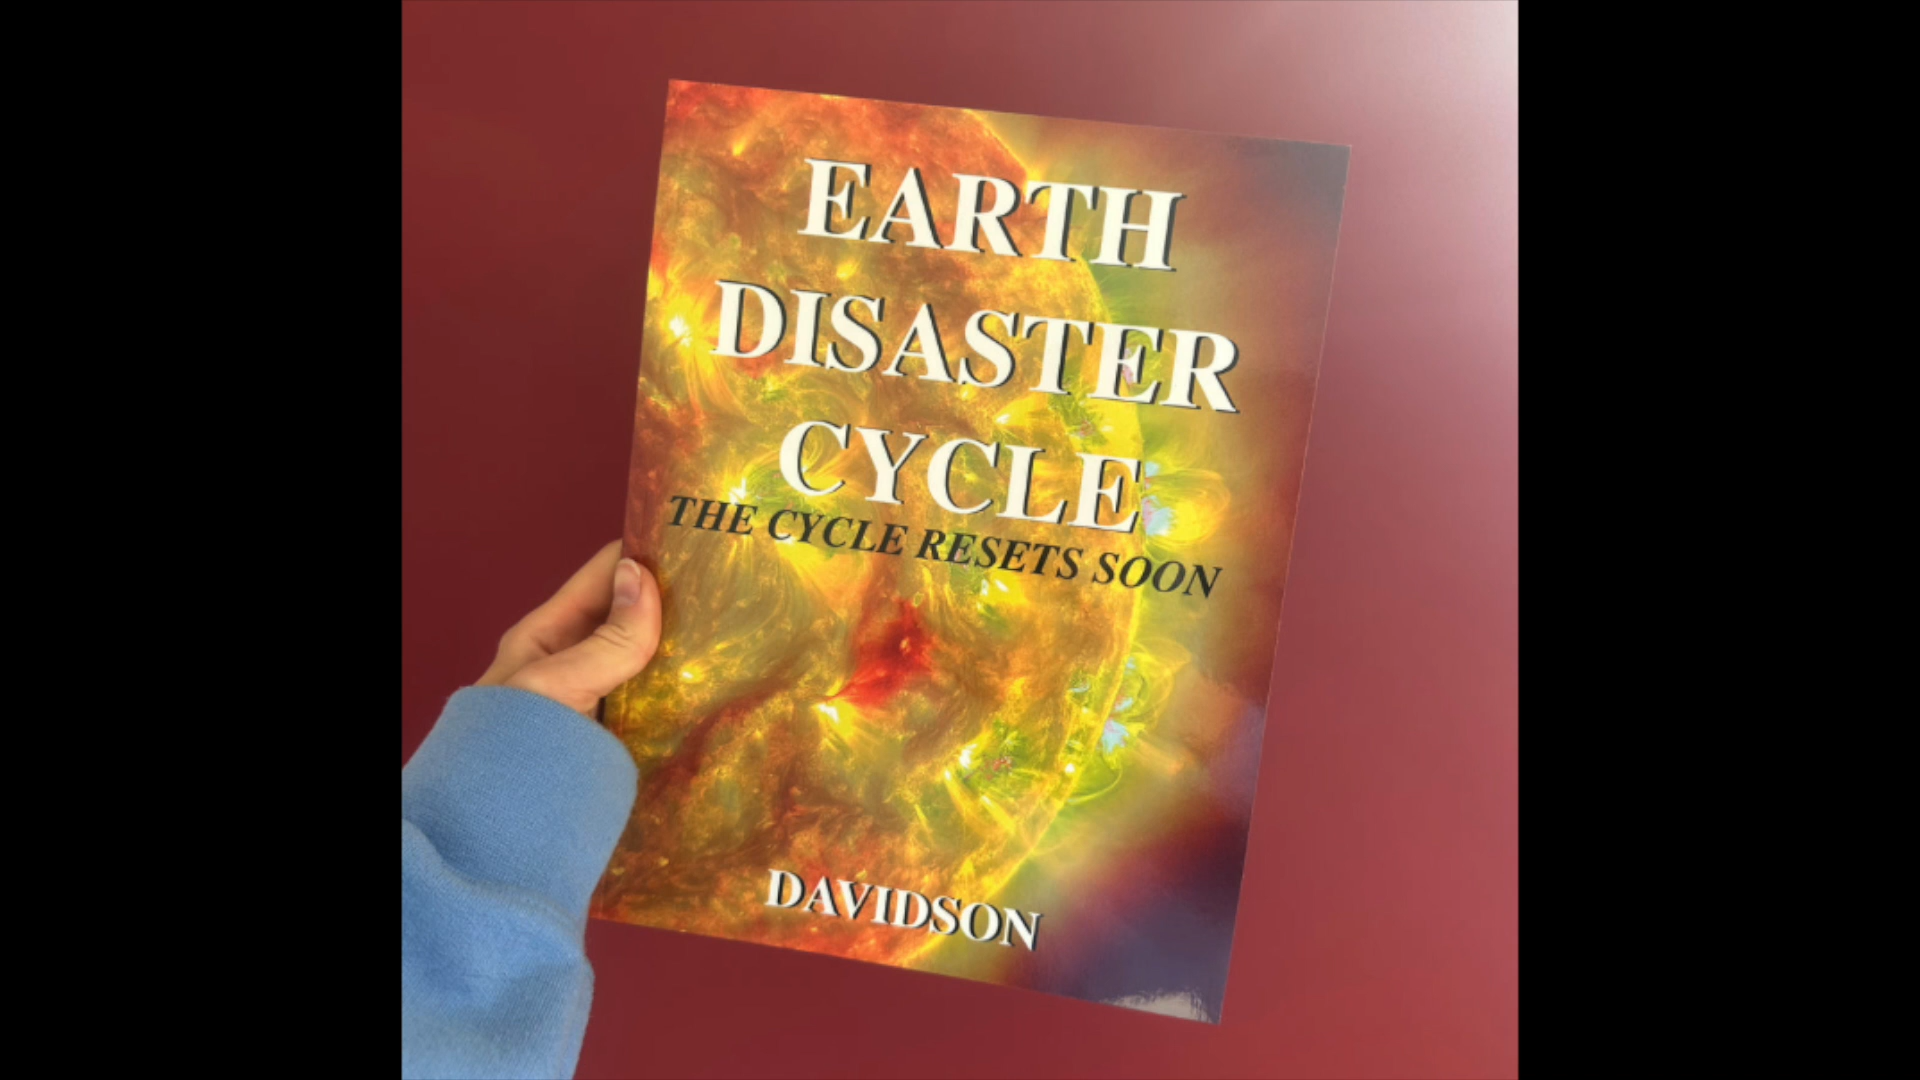 EARTH
DISASTER
CYCLE
THE CYCLE RESETS SOON
DAVIDSON